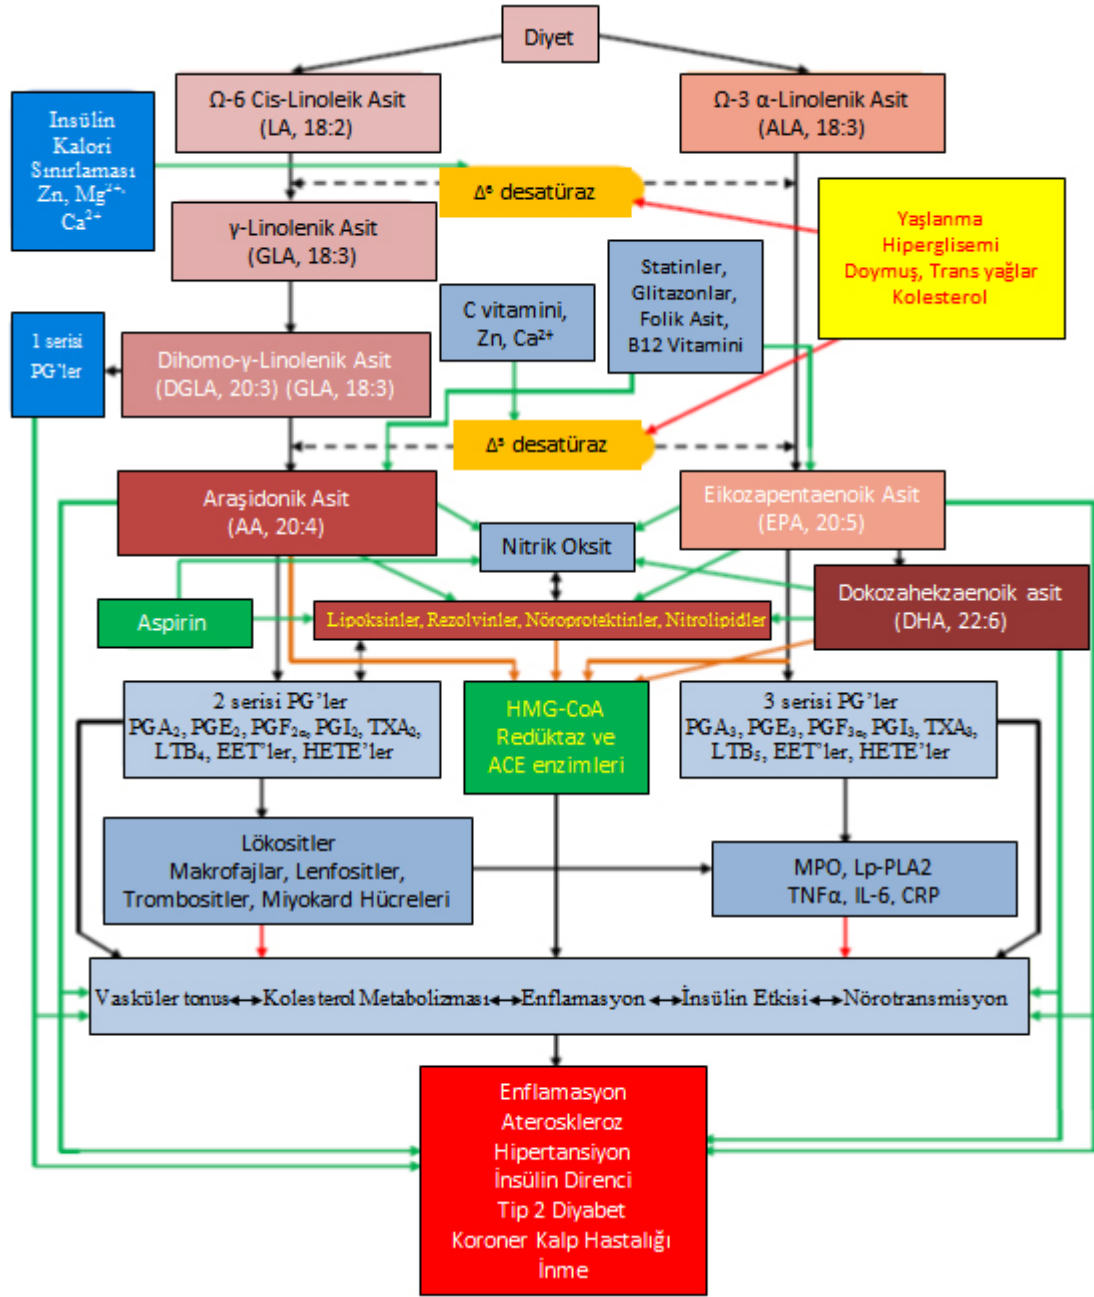 Diyet
Ω-6 Cis-Linoleik Asit
(LA, 18:2)
Ω-3 α-Linolenik Asit
(ALA, 18:3)
Insülin
Kalori
Sınırlaması
Zn, Mg²⁺,
Ca²⁺
Δ⁶ desatüraz
γ-Linolenik Asit
(GLA, 18:3)
Yaşlanma
Hiperglisemi
Doymuş, Trans yağlar
Kolesterol
C vitamini,
Zn, Ca²⁺
Statinler,
Glitazonlar,
Folik Asit,
B12 Vitamini
1 serisi
PG’ler
Dihomo-γ-Linolenik Asit
(DGLA, 20:3) (GLA, 18:3)
Δ⁵ desatüraz
Araşidonik Asit
(AA, 20:4)
Eikozapentaenoik Asit
(EPA, 20:5)
Nitrik Oksit
Aspirin
Lipoksinler, Rezolvinler, Nöroprotektinler, Nitrolipidler
Dokozahekzaenoik asit
(DHA, 22:6)
2 serisi PG’ler
PGA₂, PGE₂, PGF₂α, PGI₂, TXA₂,
LTB₄, EET’ler, HETE’ler
HMG-CoA
Redüktaz ve
ACE enzimleri
3 serisi PG’ler
PGA₃, PGE₃, PGF₃α, PGI₃, TXA₃,
LTB₅, EET’ler, HETE’ler
Lökositler
Makrofajlar, Lenfositler,
Trombositler, Miyokard Hücreleri
MPO, Lp-PLA2
TNFα, IL-6, CRP
Vasküler tonus↔Kolesterol Metabolizması↔Enflamasyon↔İnsülin Etkisi↔Nörotransmisyon
Enflamasyon
Ateroskleroz
Hipertansiyon
İnsülin Direnci
Tip 2 Diyabet
Koroner Kalp Hastalığı
İnme